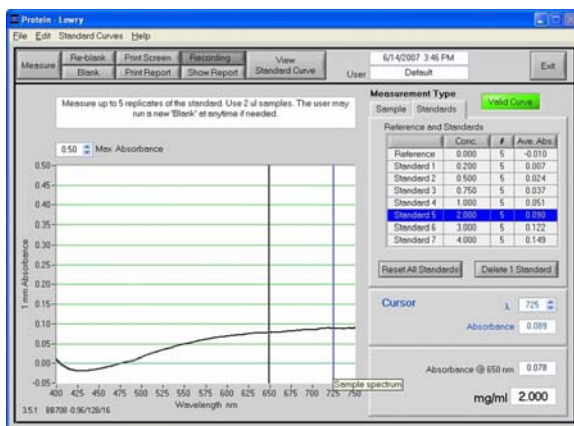 Protein - Lowry
File Edit Standard Curves Help
Measure Re-blank Print Screen Recording View Standard Curve 6/14/2007 3:46 PM Exit
Blank Print Report Show Report User Default
Measure up to 5 replicates of the standard. Use 2 ul samples. The user may
run a new 'Blank' at anytime if needed.
Measurement Type
Sample Standards Valid Curve
Reference and Standards
Conc. # Ave. Abs.
Reference 0.000 5 -0.010
Standard 1 0.200 5 0.007
Standard 2 0.500 5 0.024
Standard 3 0.750 5 0.037
Standard 4 1.000 5 0.051
Standard 5 2.000 5 0.090
Standard 6 3.000 5 0.122
Standard 7 4.000 5 0.149
Reset All Standards Delete 1 Standard
0.50 Max Absorbance
1 mm Absorbance
0.50
0.45
0.40
0.35
0.30
0.25
0.20
0.15
0.10
0.05
0.00
-0.05
400 425 450 475 500 525 550 575 600 625 650 675 700 725 750
Wavelength nm
Sample spectrum
3.5.1 BB708 -0.96/128/16
Cursor λ 725
Absorbance 0.089
Absorbance @ 650 nm 0.078
mg/ml 2.000